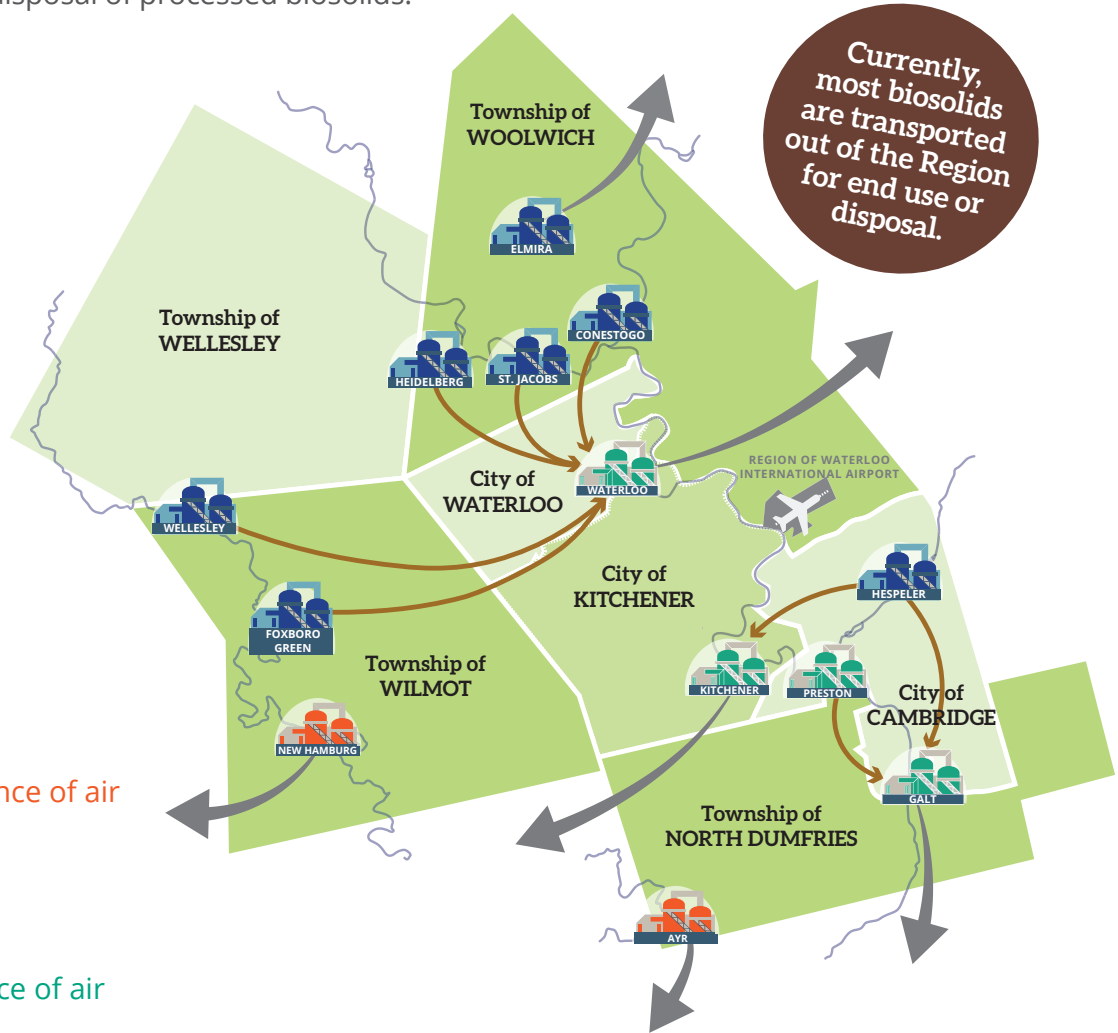 disposal of processed biosolids.
Currently,
most biosolids
are transported
out of the Region
for end use or
disposal.
Township of
WOOLWICH
ELMIRA
Township of
WELLESLEY
CONESTOGO
HEIDELBERG
ST. JACOBS
REGION OF WATERLOO
INTERNATIONAL AIRPORT
City of
WATERLOO
WATERLOO
WELLESLEY
City of
KITCHENER
HESPELER
FOXBORO
GREEN
Township of
WILMOT
KITCHENER
PRESTON
City of
CAMBRIDGE
NEW HAMBURG
nce of air
GALT
Township of
NORTH DUMFRIES
AYR
ce of air